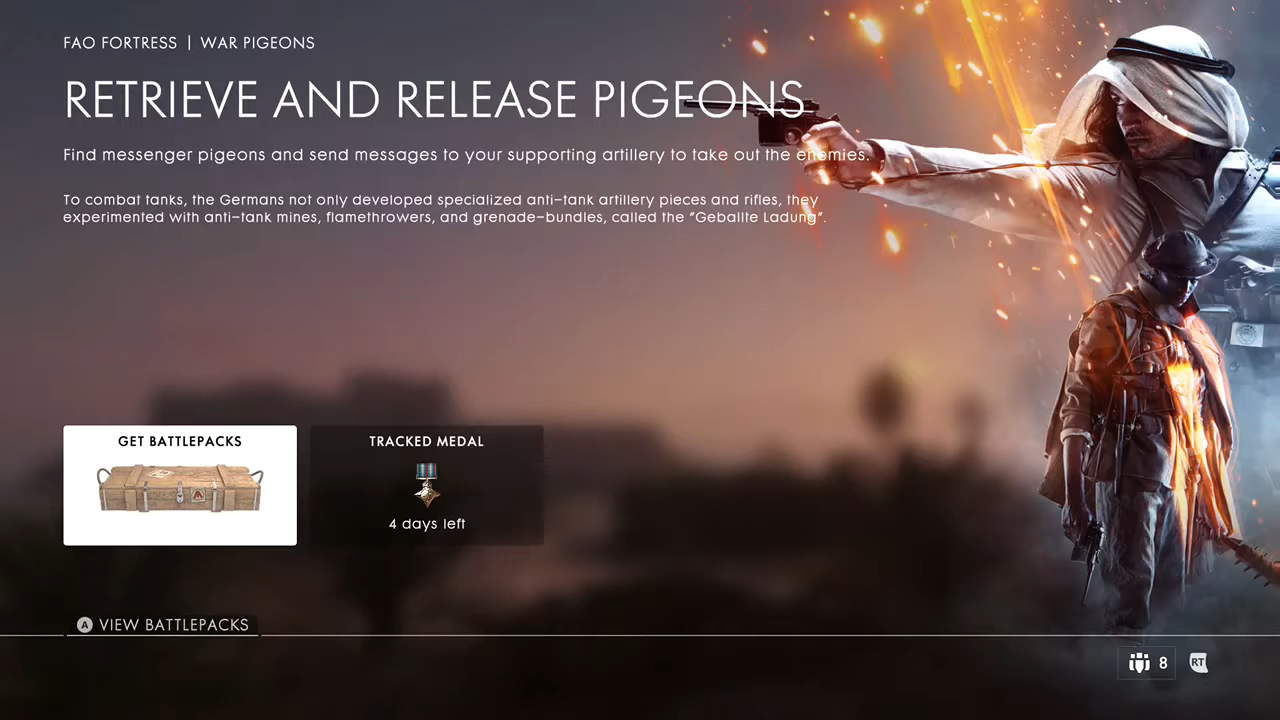 FAO FORTRESS | WAR PIGEONS
RETRIEVE AND RELEASE PIGEONS
Find messenger pigeons and send messages to your supporting artillery to take out the enemies.
To combat tanks, the Germans not only developed specialized anti-tank artillery pieces and rifles, they
experimented with anti-tank mines, flamethrowers, and grenade-bundles, called the "Geballte Ladung".
GET BATTLEPACKS
TRACKED MEDAL
4 days left
A VIEW BATTLEPACKS
8 RT